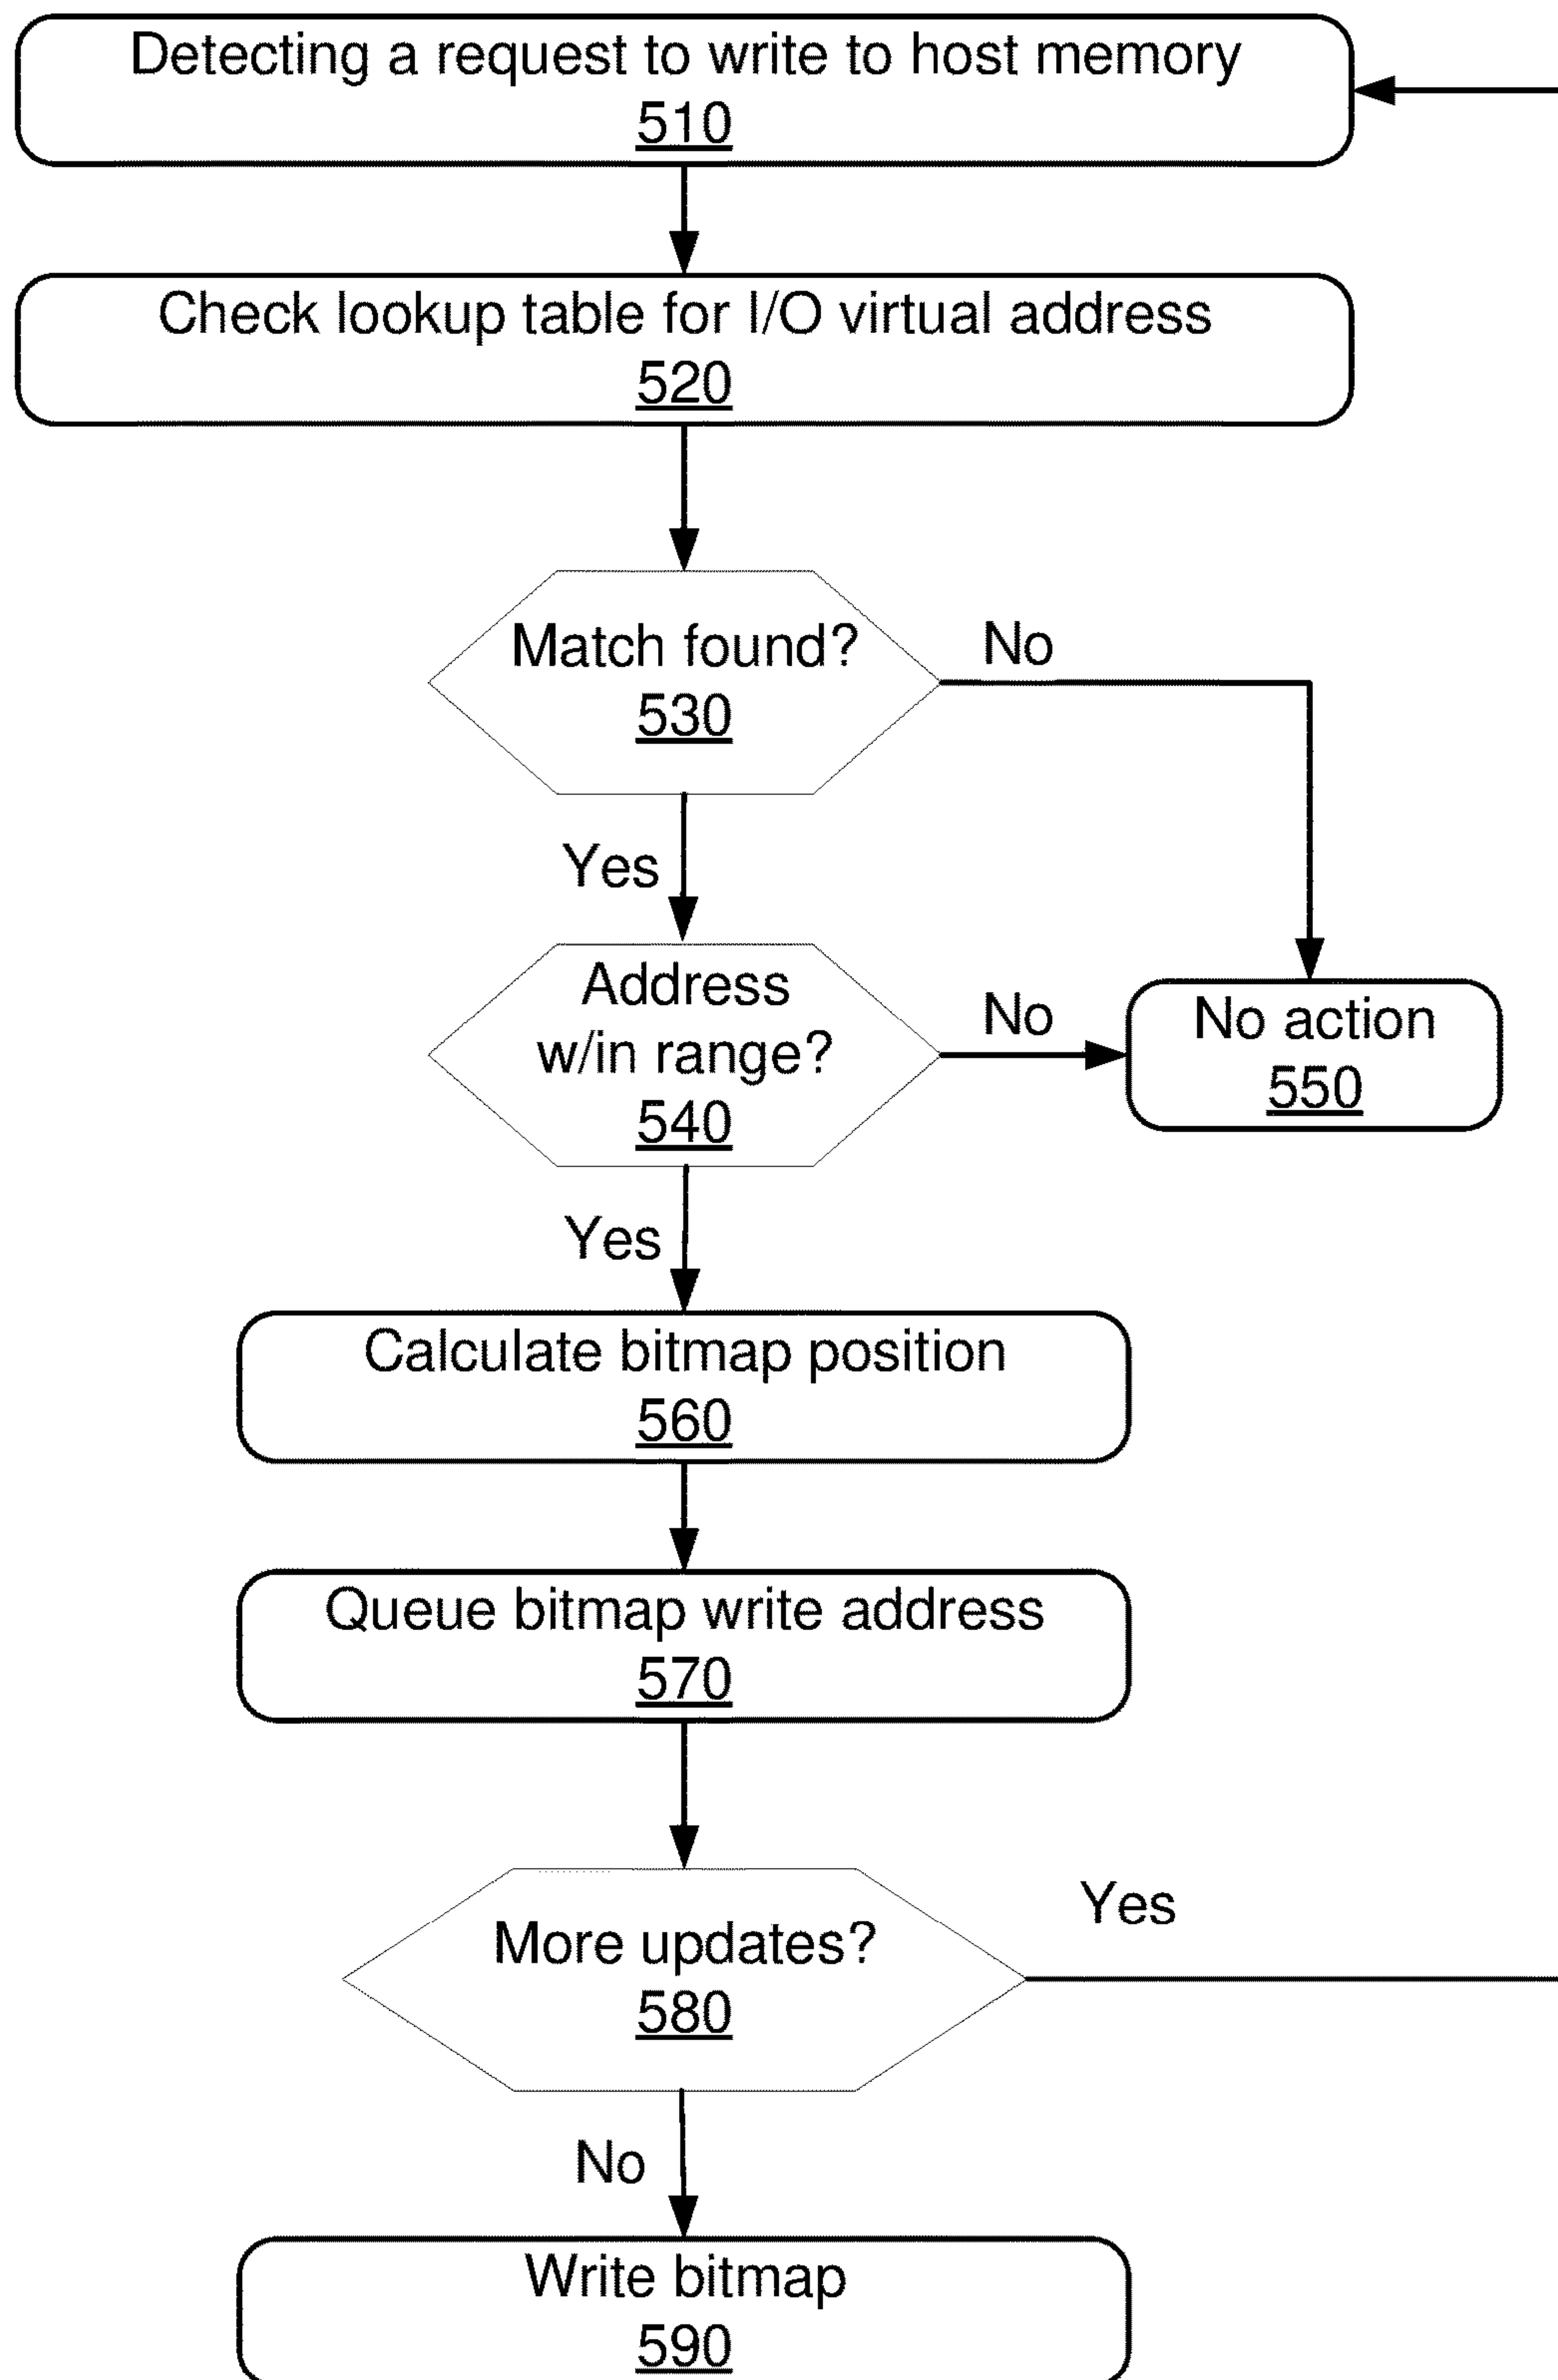 Detecting a request to write to host memory
510
Check lookup table for I/O virtual address
520
Match found?
530
No
Yes
Address
w/in range?
540
No
No action
550
Yes
Calculate bitmap position
560
Queue bitmap write address
570
More updates?
580
Yes
No
Write bitmap
590